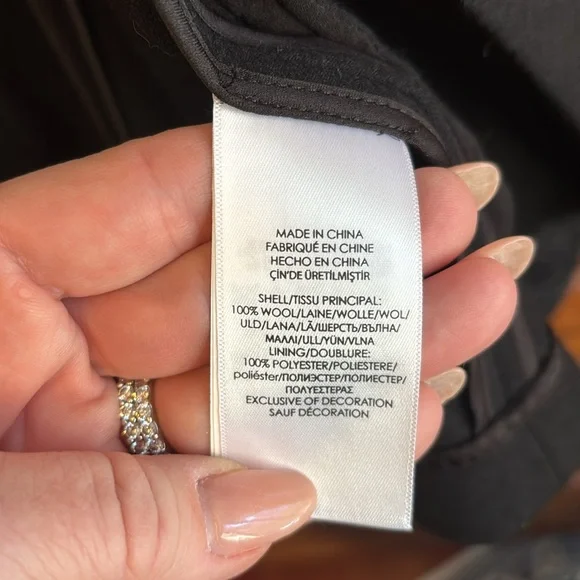 MADE IN CHINA
FABRIQUÉ EN CHINE
HECHO EN CHINA
ÇİN'DE ÜRETİLMİŞTİR
SHELL/TISSU PRINCIPAL:
100% WOOL/LAINE/WOLLE/WOL/
ULD/LANA/LÃ/ШЕРСТЬ/ВЪЛНА/
ΜΑΛΛΙ/ULL/YÜN/VLNA
LINING/DOUBLURE:
100% POLYESTER/POLIESTERE/
poliéster/ПОЛИЭСТЕР/ПОЛИЕСТЕР/
ΠΟΛΥΕΣΤΕΡΑΣ
EXCLUSIVE OF DECORATION
SAUF DÉCORATION